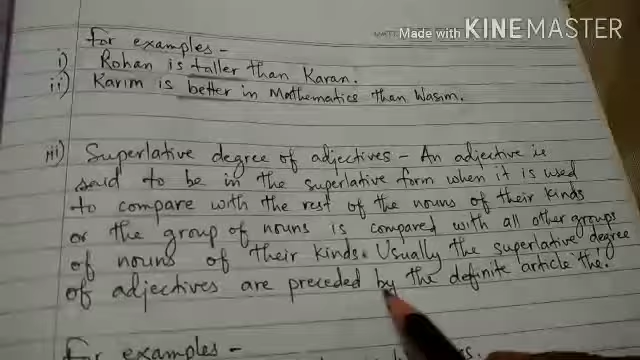 Made with KINEMASTER
for examples -
i) Rohan is taller than Karan.
ii) Karim is better in Mathematics than Wasim.
iii) Superlative degree of adjectives - An adjective is
said to be in the superlative form when it is used
to compare with the rest of the nouns of their kinds
or the group of nouns is compared with all other groups
of nouns of their kinds. Usually the superlative degree
of adjectives are preceded by the definite article 'the'.
for examples -